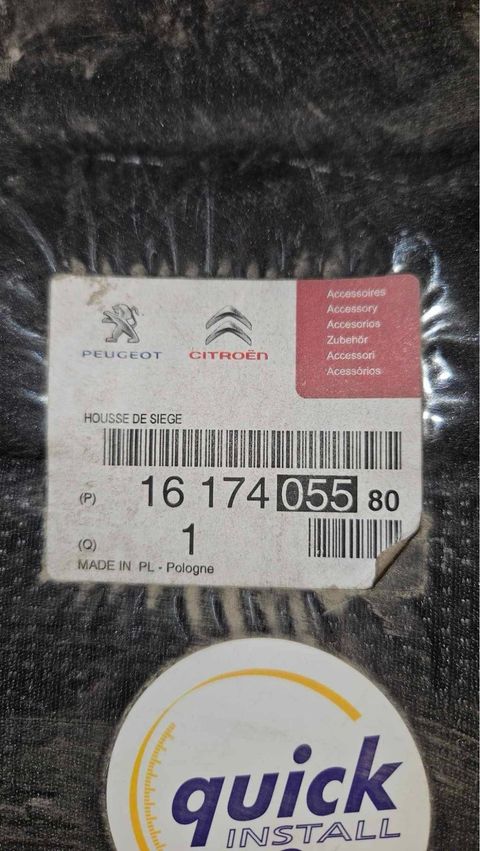 PEUGEOT
CITROËN
Accessoires
Accessory
Accesorios
Zubehör
Accessori
Acessórios
HOUSSE DE SIEGE
(P) 16 174 055 80
(Q) 1
MADE IN PL - Pologne
quick
INSTALL